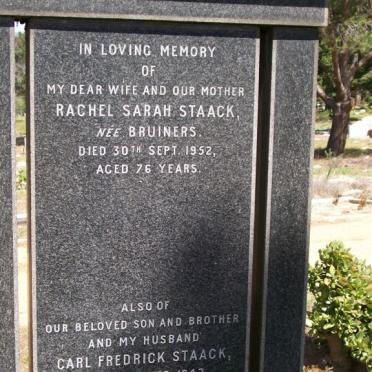 IN LOVING MEMORY
OF
MY DEAR WIFE AND OUR MOTHER
RACHEL SARAH STAACK,
NEE BRUINERS.
DIED 30TH SEPT. 1952,
AGED 76 YEARS.
ALSO OF
OUR BELOVED SON AND BROTHER
AND MY HUSBAND
CARL FREDRICK STAACK,